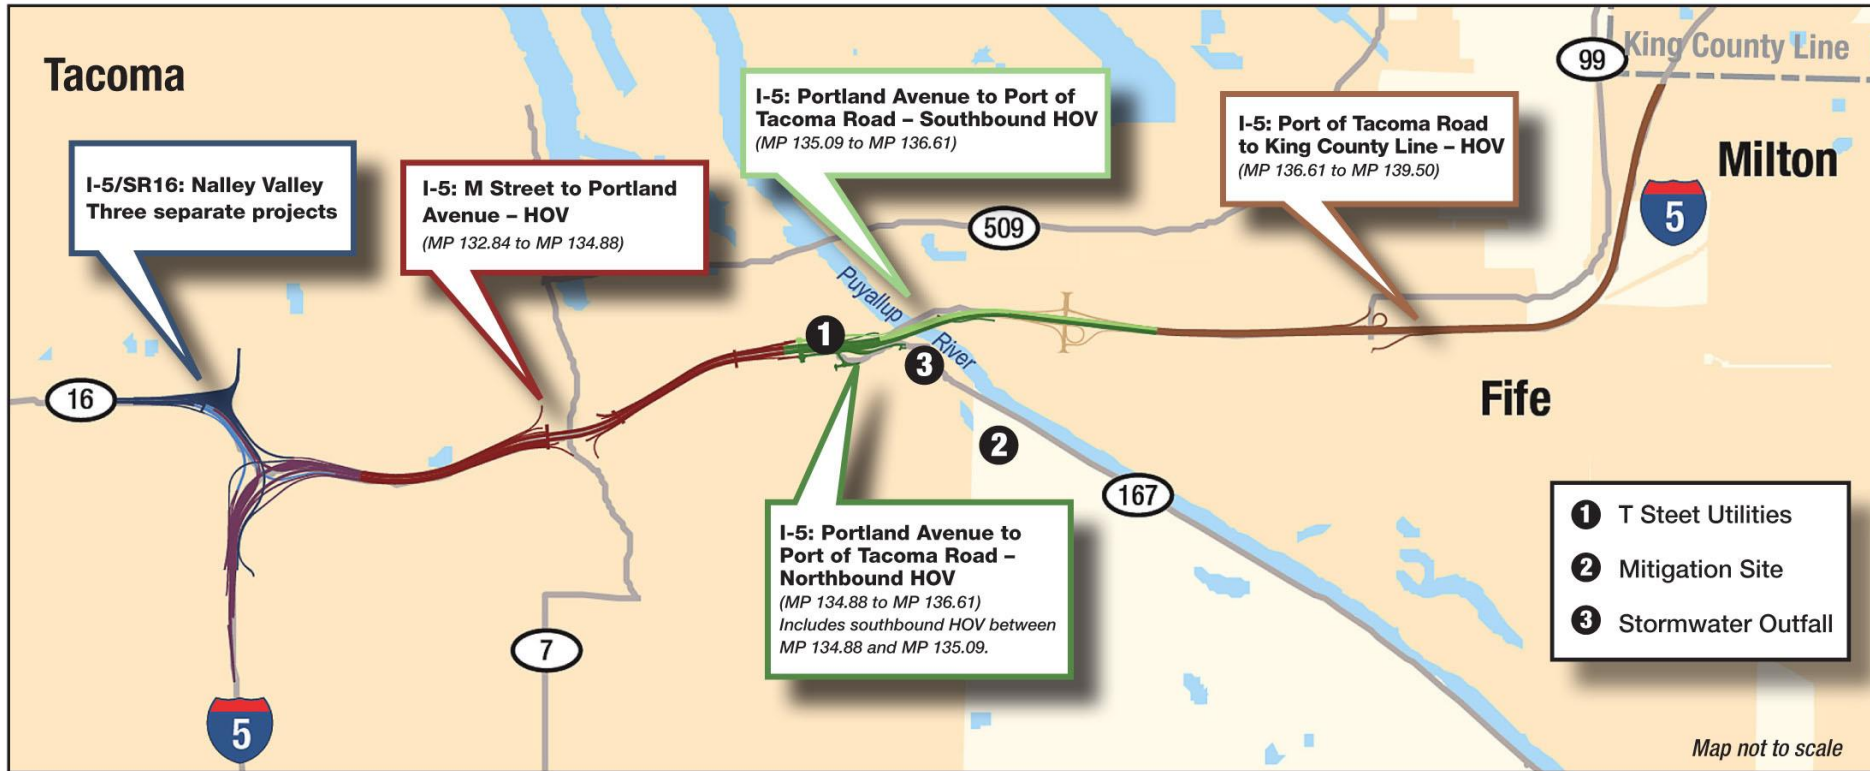 Tacoma
King County Line
99
Milton
I-5/SR16: Nalley Valley
Three separate projects
I-5: M Street to Portland
Avenue – HOV
(MP 132.84 to MP 134.88)
I-5: Portland Avenue to Port of
Tacoma Road – Southbound HOV
(MP 135.09 to MP 136.61)
I-5: Port of Tacoma Road
to King County Line – HOV
(MP 136.61 to MP 139.50)
5
509
Puyallup
River
1
3
2
16
Fife
167
I-5: Portland Avenue to
Port of Tacoma Road –
Northbound HOV
(MP 134.88 to MP 136.61)
Includes southbound HOV between
MP 134.88 and MP 135.09.
7
5
1 T Steet Utilities
2 Mitigation Site
3 Stormwater Outfall
Map not to scale